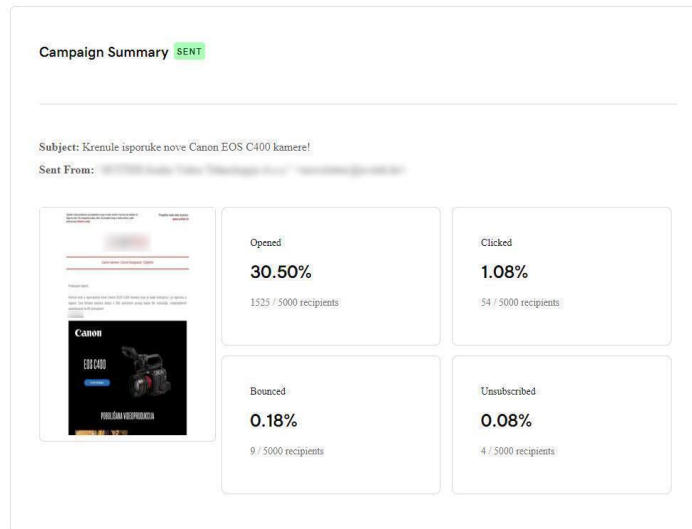 Campaign Summary SENT
Subject: Krenule isporuke nove Canon EOS C400 kamere!
Sent From:
Opened
30.50%
1525 / 5000 recipients
Clicked
1.08%
54 / 5000 recipients
Canon
EOS C400
POBOLJŠANA VIDEOPRODUKCIJA
Bounced
0.18%
9 / 5000 recipients
Unsubscribed
0.08%
4 / 5000 recipients